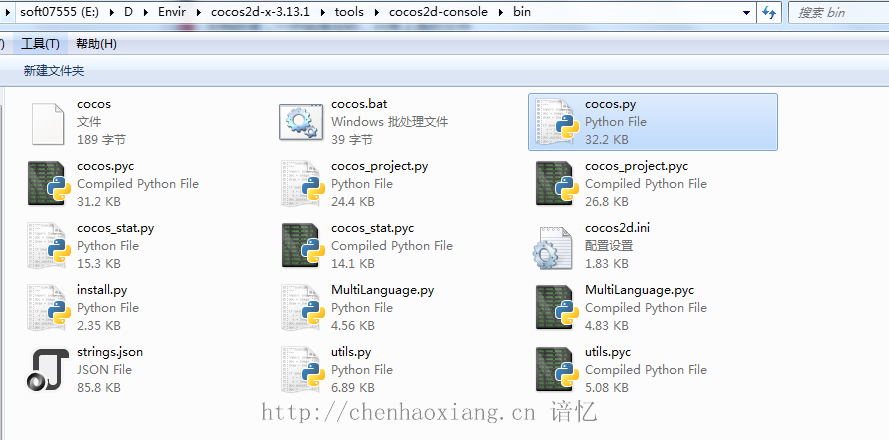 soft07555 (E:) ▸ D ▸ Envir ▸ cocos2d-x-3.13.1 ▸ tools ▸ cocos2d-console ▸ bin
搜索 bin
) 工具(T) 帮助(H)
新建文件夹
cocos
文件
189 字节
cocos.bat
Windows 批处理文件
39 字节
cocos.py
Python File
32.2 KB
cocos.pyc
Compiled Python File
31.2 KB
cocos_project.py
Python File
24.4 KB
cocos_project.pyc
Compiled Python File
26.8 KB
cocos_stat.py
Python File
15.3 KB
cocos_stat.pyc
Compiled Python File
14.1 KB
cocos2d.ini
配置设置
1.83 KB
install.py
Python File
2.35 KB
MultiLanguage.py
Python File
4.56 KB
MultiLanguage.pyc
Compiled Python File
4.83 KB
strings.json
JSON File
85.8 KB
utils.py
Python File
6.89 KB
utils.pyc
Compiled Python File
5.08 KB
http://chenhaoxiang.cn 谙忆